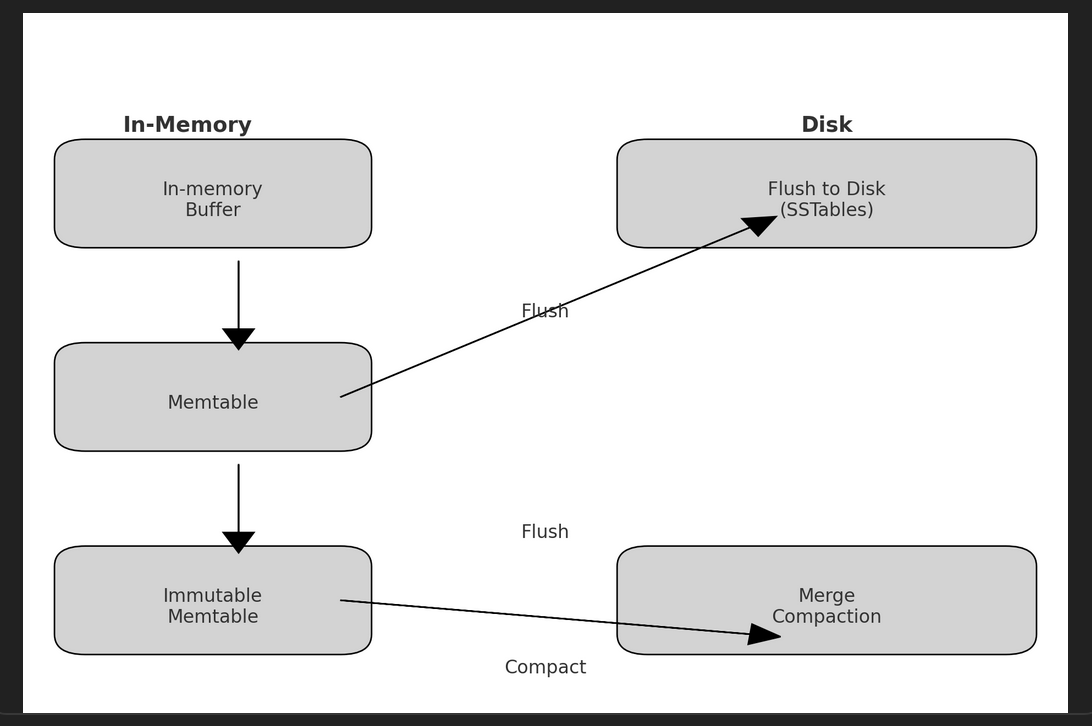 In-Memory
Disk
In-memory
Buffer
Flush to Disk
(SSTables)
Flush
Memtable
Flush
Immutable
Memtable
Merge
Compaction
Compact